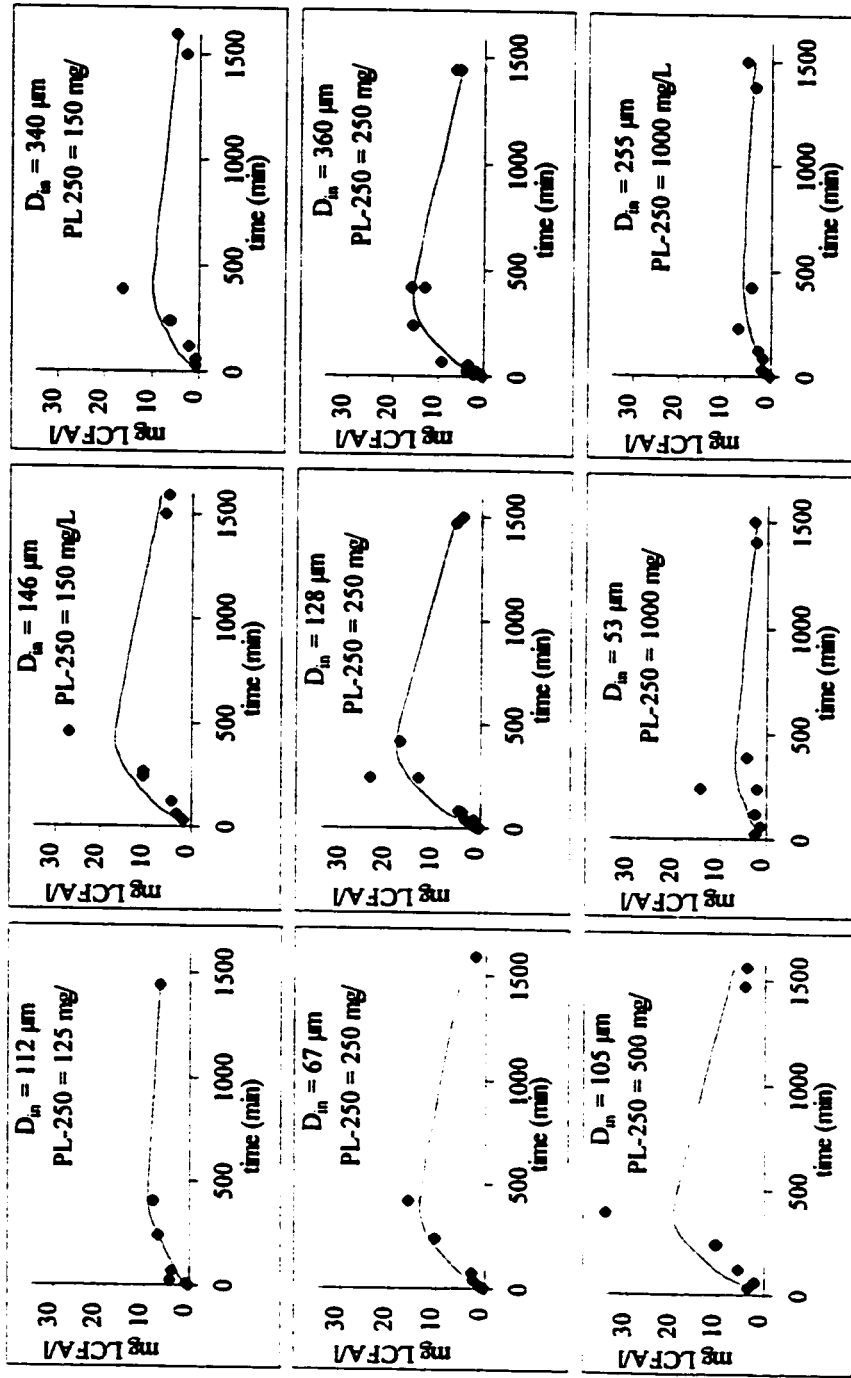 D_in = 112 µm
PL-250 = 125 mg/
mg LCFA/l
30
20
10
0
0
500
1000
1500
time (min)
D_in = 146 µm
PL-250 = 150 mg/L
mg LCFA/l
30
20
10
0
0
500
1000
1500
time (min)
D_in = 340 µm
PL 250 = 150 mg/
mg LCFA/l
30
20
10
0
0
500
1000
1500
time (min)
D_in = 67 µm
PL-250 = 250 mg/
mg LCFA/l
30
20
10
0
0
500
1000
1500
time (min)
D_in = 128 µm
PL-250 = 250 mg/
mg LCFA/l
30
20
10
0
0
500
1000
1500
time (min)
D_in = 360 µm
PL-250 = 250 mg/
mg LCFA/l
30
20
10
0
0
500
1000
1500
time (min)
D_in = 105 µm
PL-250 = 500 mg/
mg LCFA/l
30
20
10
0
0
500
1000
1500
time (min)
D_in = 53 µm
PL-250 = 1000 mg/
mg LCFA/l
30
20
10
0
0
500
1000
1500
time (min)
D_in = 255 µm
PL-250 = 1000 mg/L
mg LCFA/l
30
20
10
0
0
500
1000
1500
time (min)